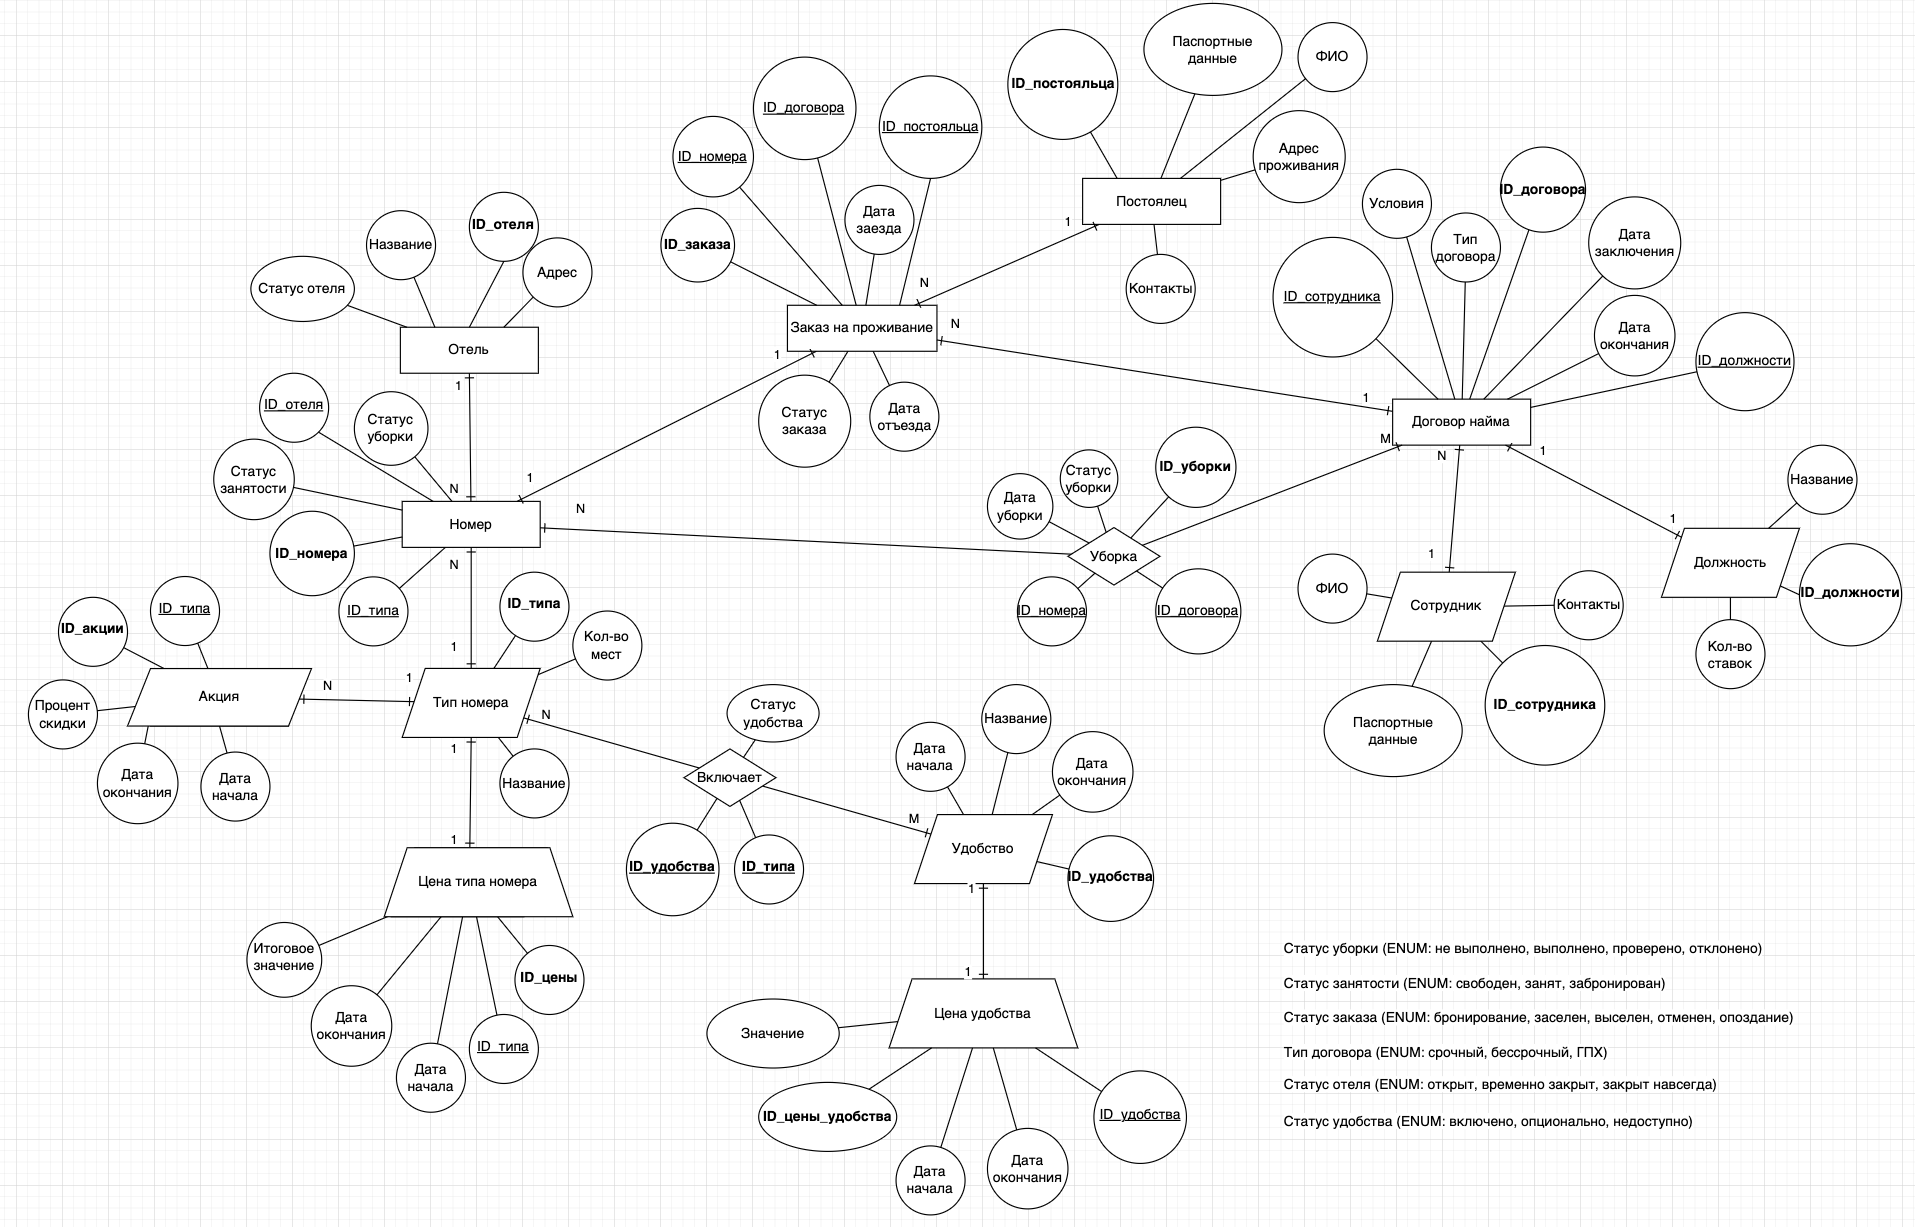 Паспортные
данные
ФИО
ID_постояльца
ID_договора
ID_постояльца
ID_номера
Адрес
проживания
Постоялец
1
Дата
заезда
ID_заказа
N
Контакты
Заказ на проживание
N
1
Статус
заказа
Дата
отъезда
ID_отеля
Название
Адрес
Статус отеля
Отель
1
ID_отеля
Статус
уборки
Статус
занятости
N
1
Номер
N
ID_номера
N
ID_типа
Условия
Тип
договора
ID_договора
Дата
заключения
ID_сотрудника
Дата
окончания
ID_должности
1
Договор найма
M
N
1
Дата
уборки
Статус
уборки
ID_уборки
Уборка
ID_номера
ID_договора
Название
1
Должность
ID_должности
Кол-во
ставок
1
ФИО
Сотрудник
Контакты
Паспортные
данные
ID_сотрудника
ID_акции
ID_типа
N
Акция
Процент
скидки
Дата
окончания
Дата
начала
ID_типа
Кол-во
мест
1
1
Тип номера
N
1
Название
Статус
удобства
Включает
ID_удобства
ID_типа
M
Дата
начала
Название
Дата
окончания
Удобство
ID_удобства
1
1
Цена типа номера
Итоговое
значение
Дата
окончания
Дата
начала
ID_типа
ID_цены
1
Цена удобства
Значение
ID_цены_удобства
Дата
начала
Дата
окончания
ID_удобства
Статус уборки (ENUM: не выполнено, выполнено, проверено, отклонено)
Статус занятости (ENUM: свободен, занят, забронирован)
Статус заказа (ENUM: бронирование, заселен, выселен, отменен, опоздание)
Тип договора (ENUM: срочный, бессрочный, ГПХ)
Статус отеля (ENUM: открыт, временно закрыт, закрыт навсегда)
Статус удобства (ENUM: включено, опционально, недоступно)